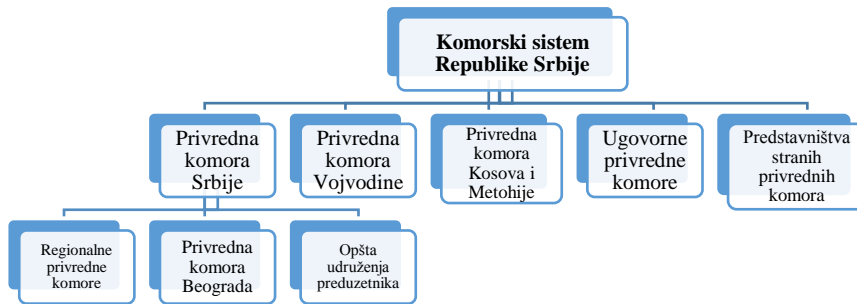 Komorski sistem
Republike Srbije
Privredna
komora
Srbije
Privredna
komora
Vojvodine
Privredna
komora
Kosova i
Metohije
Ugovorne
privredne
komore
Predstavništva
stranih
privrednih
komora
Regionalne
privredne
komore
Privredna
komora
Beograda
Opšta
udruženja
preduzetnika